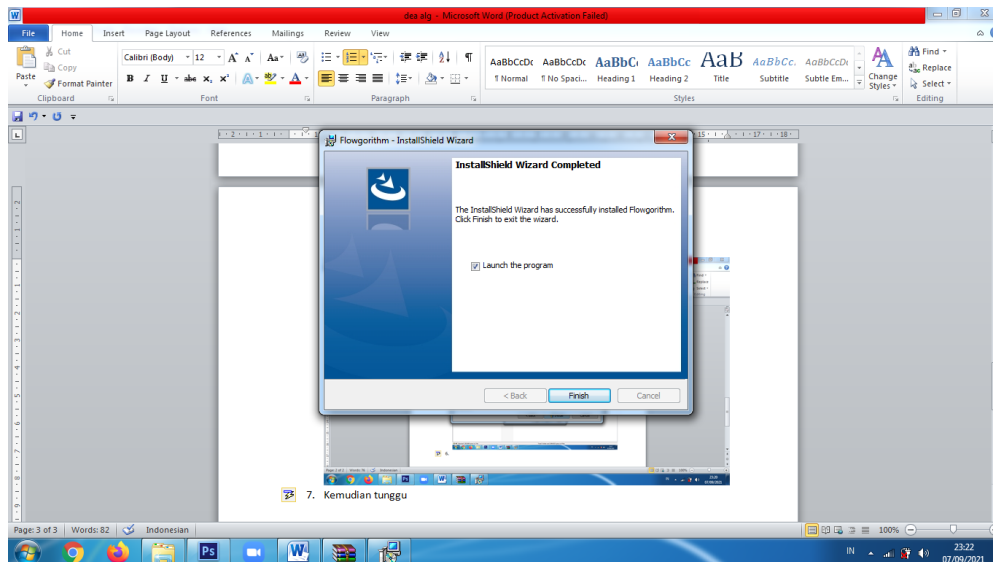 dea alg - Microsoft Word (Product Activation Failed)
File Home Insert Page Layout References Mailings Review View
Cut
Copy
Format Painter
Paste
Calibri (Body) 12
AaBbCcDc AaBbCcDc AaBbCc AaBbCc AaB AaBbCc. AaBbCcDc
¶ Normal ¶ No Spaci... Heading 1 Heading 2 Title Subtitle Subtle Em...
Change Styles
Find
Replace
Select
Clipboard Font Paragraph Styles Editing
Flowgorithm - InstallShield Wizard
InstallShield Wizard Completed
The InstallShield Wizard has successfully installed Flowgorithm.
Click Finish to exit the wizard.
Launch the program
< Back Finish Cancel
7. Kemudian tunggu
Page: 3 of 3 Words: 82 Indonesian 100%
IN 23:22
07/09/2021